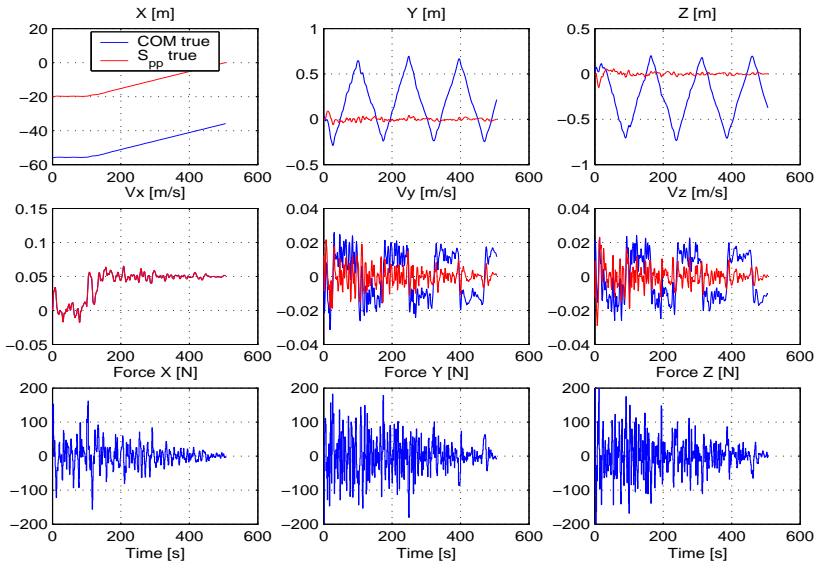 X [m]
Y [m]
Z [m]
20
0
−20
−40
−60
COM true
S_pp true
0 200 400 600
1
0.5
0
−0.5
0 200 400 600
0.5
0
−0.5
−1
0 200 400 600
Vx [m/s]
Vy [m/s]
Vz [m/s]
0.15
0.10
0.05
0
−0.05
0 200 400 600
0.04
0.02
0
−0.02
−0.04
0 200 400 600
0.04
0.02
0
−0.02
−0.04
0 200 400 600
Force X [N]
Force Y [N]
Force Z [N]
200
100
0
−100
−200
0 200 400 600
200
100
0
−100
−200
0 200 400 600
200
100
0
−100
−200
0 200 400 600
Time [s]
Time [s]
Time [s]